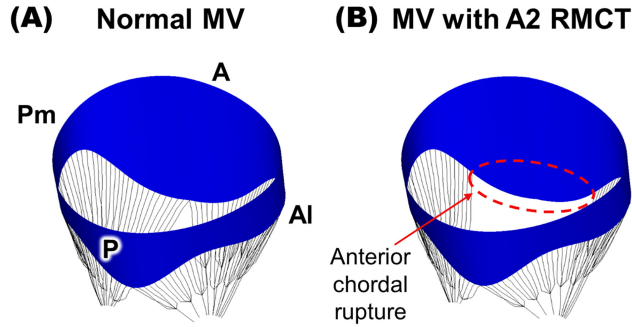 (A) Normal MV
A
Pm
Al
P
(B) MV with A2 RMCT
Anterior
chordal
rupture